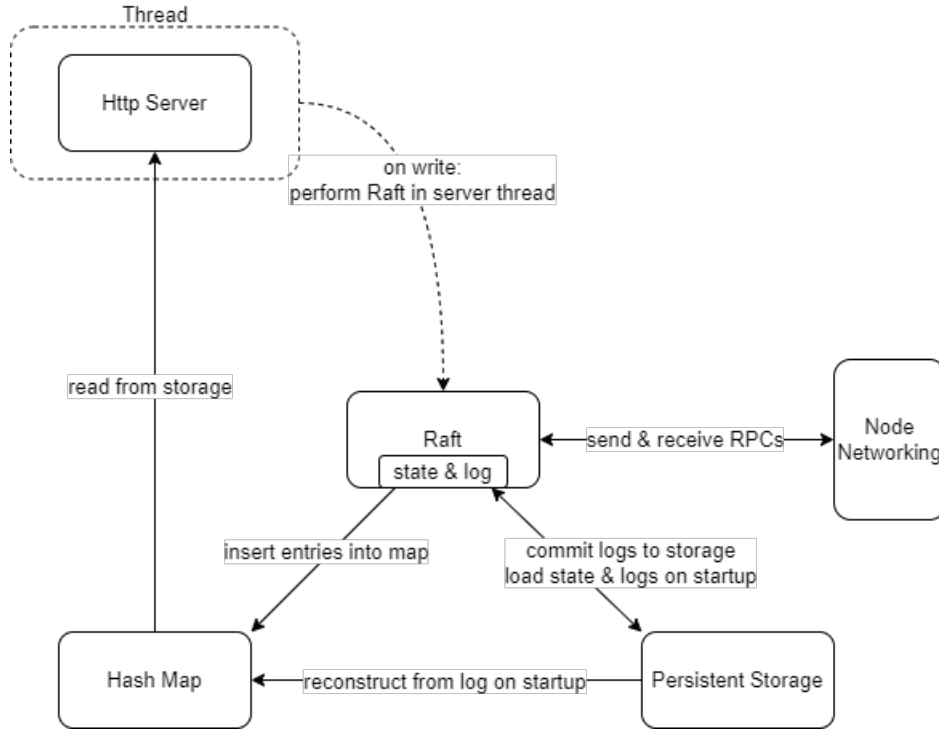 Thread
Http Server
on write:
perform Raft in server thread
read from storage
Raft
state & log
send & receive RPCs
Node
Networking
insert entries into map
commit logs to storage
load state & logs on startup
Hash Map
reconstruct from log on startup
Persistent Storage